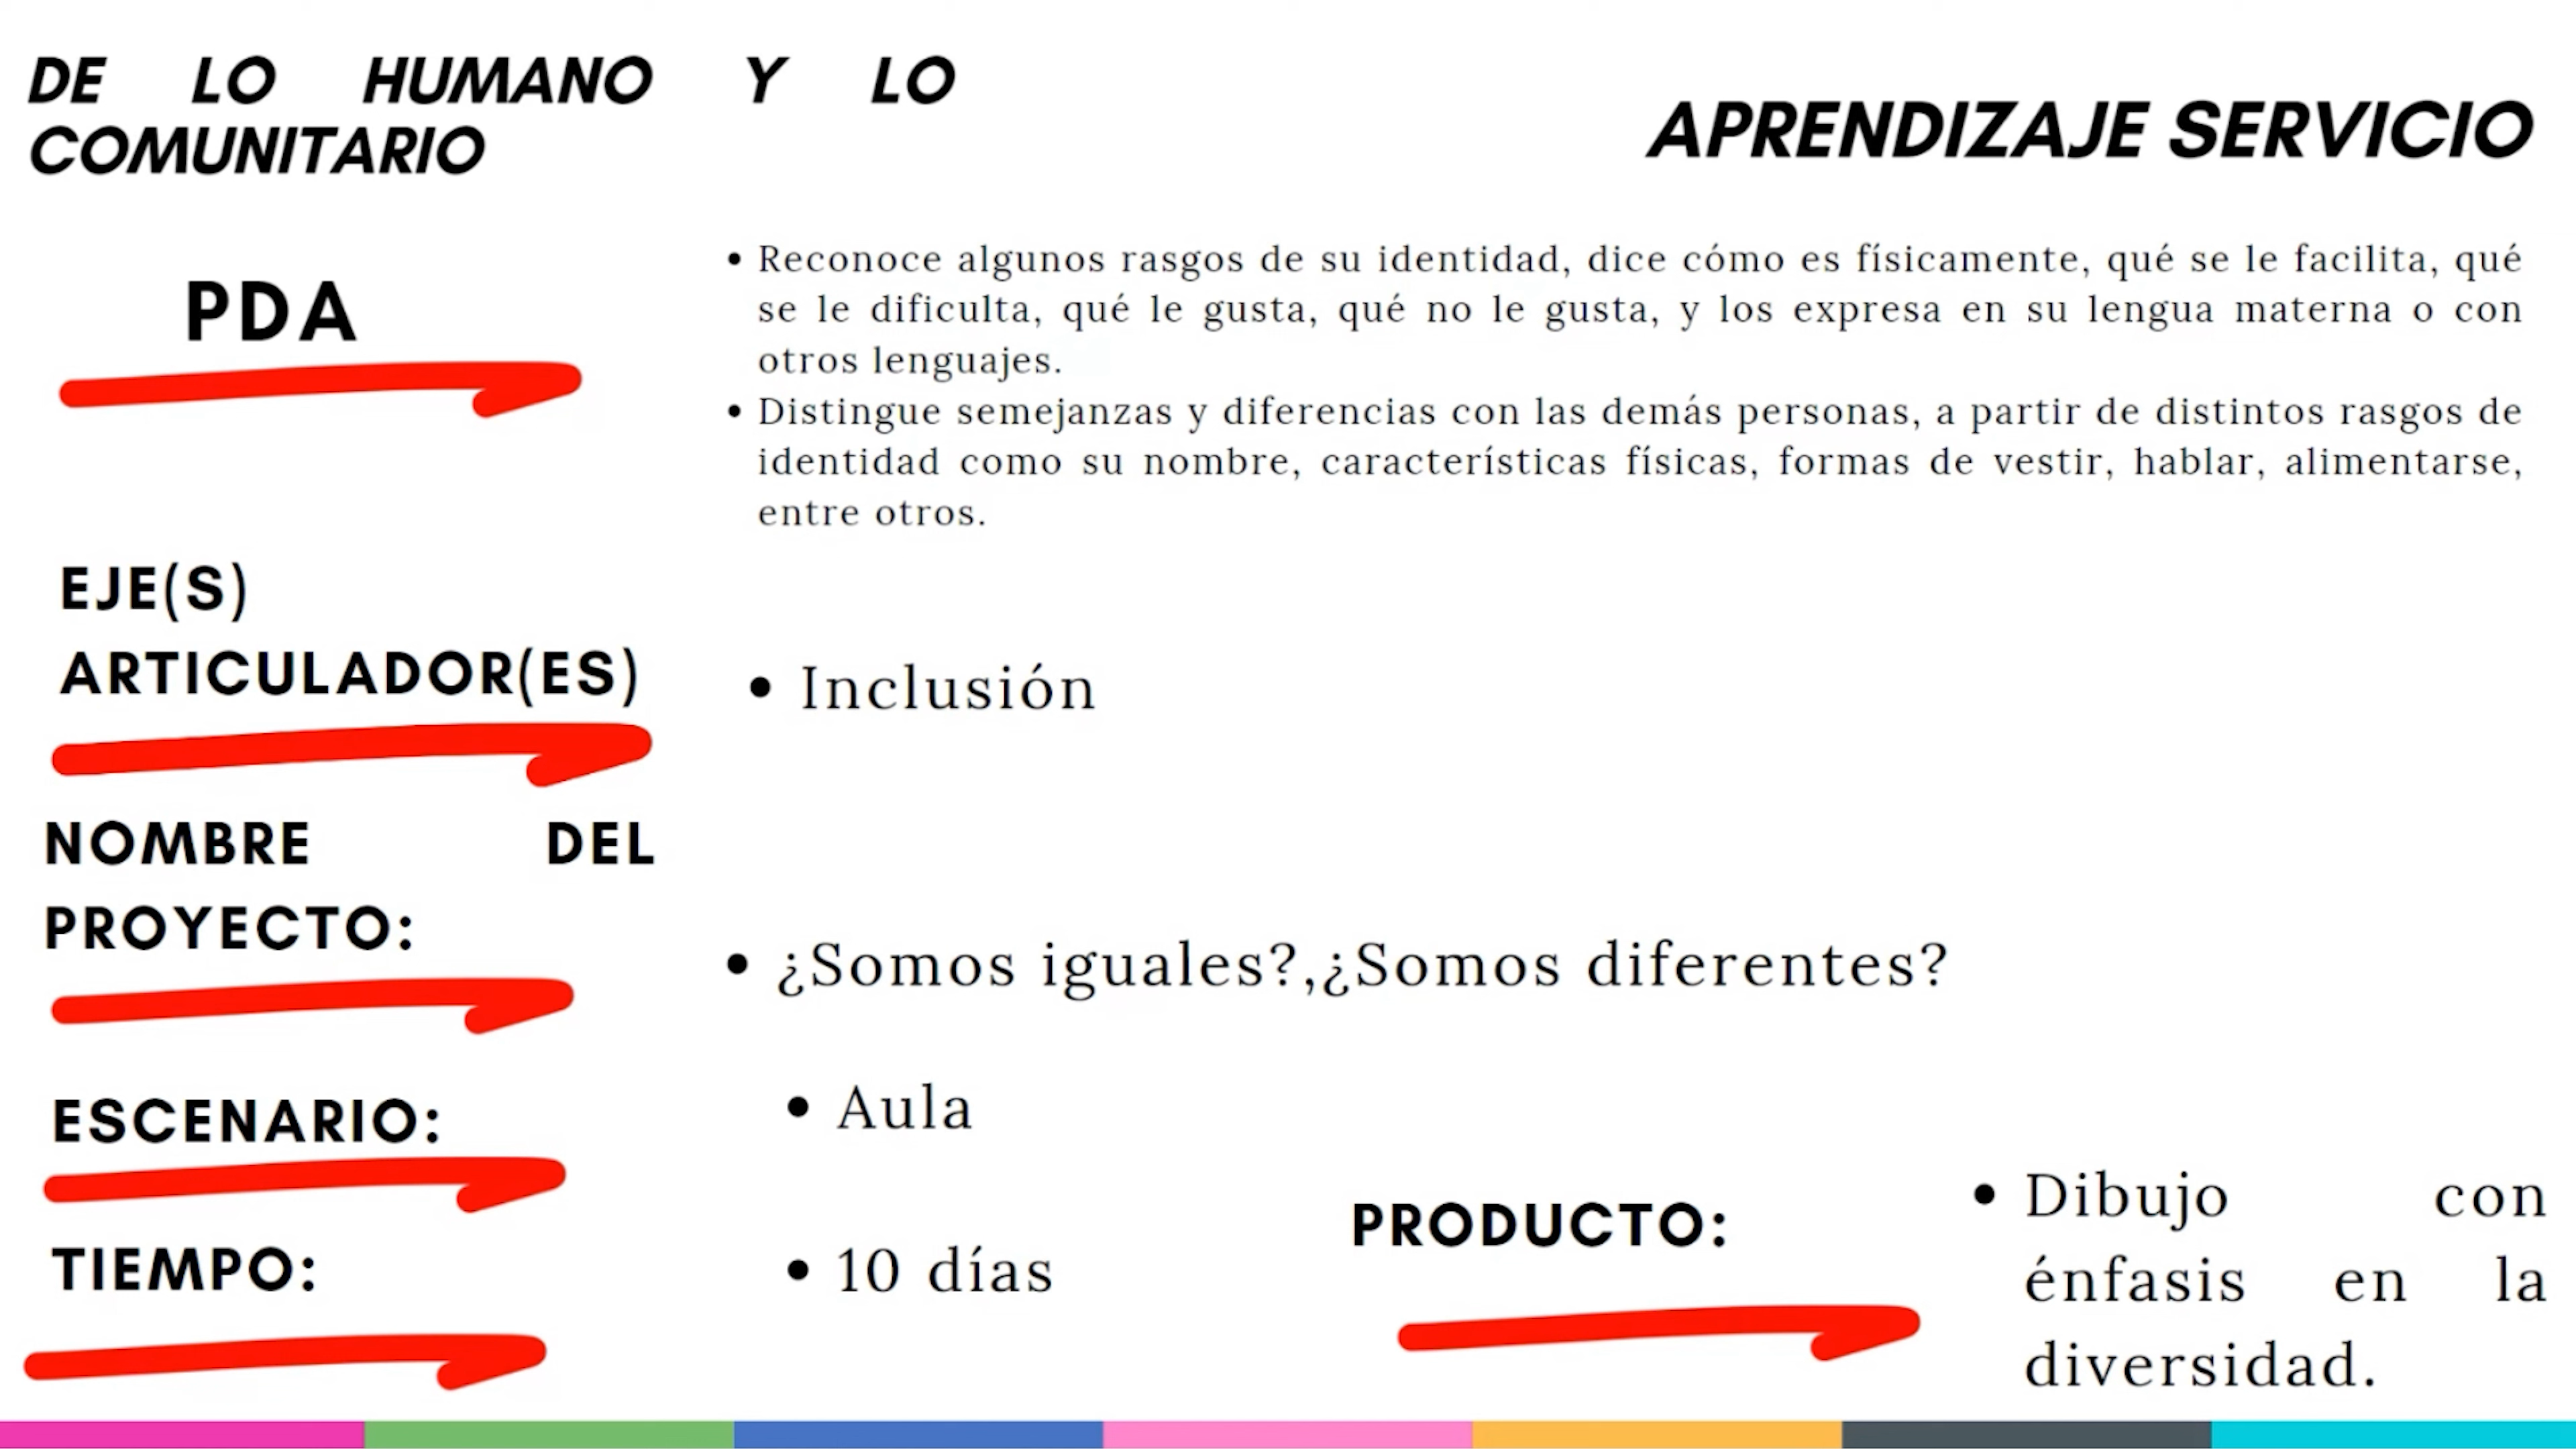 DE LO HUMANO Y LO
COMUNITARIO
APRENDIZAJE SERVICIO
PDA
• Reconoce algunos rasgos de su identidad, dice cómo es físicamente, qué se le facilita, qué
se le dificulta, qué le gusta, qué no le gusta, y los expresa en su lengua materna o con
otros lenguajes.
• Distingue semejanzas y diferencias con las demás personas, a partir de distintos rasgos de
identidad como su nombre, características físicas, formas de vestir, hablar, alimentarse,
entre otros.
EJE(S)
ARTICULADOR(ES)
• Inclusión
NOMBRE DEL
PROYECTO:
• ¿Somos iguales?,¿Somos diferentes?
ESCENARIO:
• Aula
TIEMPO:
• 10 días
PRODUCTO:
• Dibujo con
énfasis en la
diversidad.